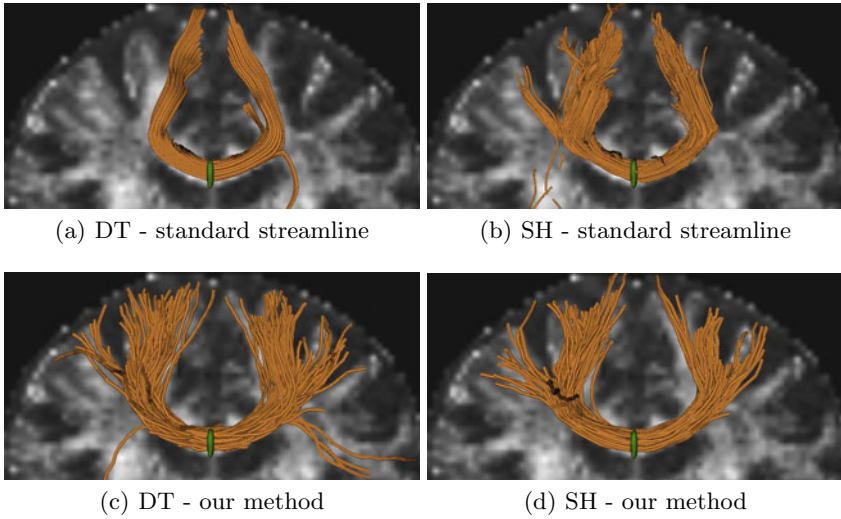 (a) DT - standard streamline
(b) SH - standard streamline
(c) DT - our method
(d) SH - our method